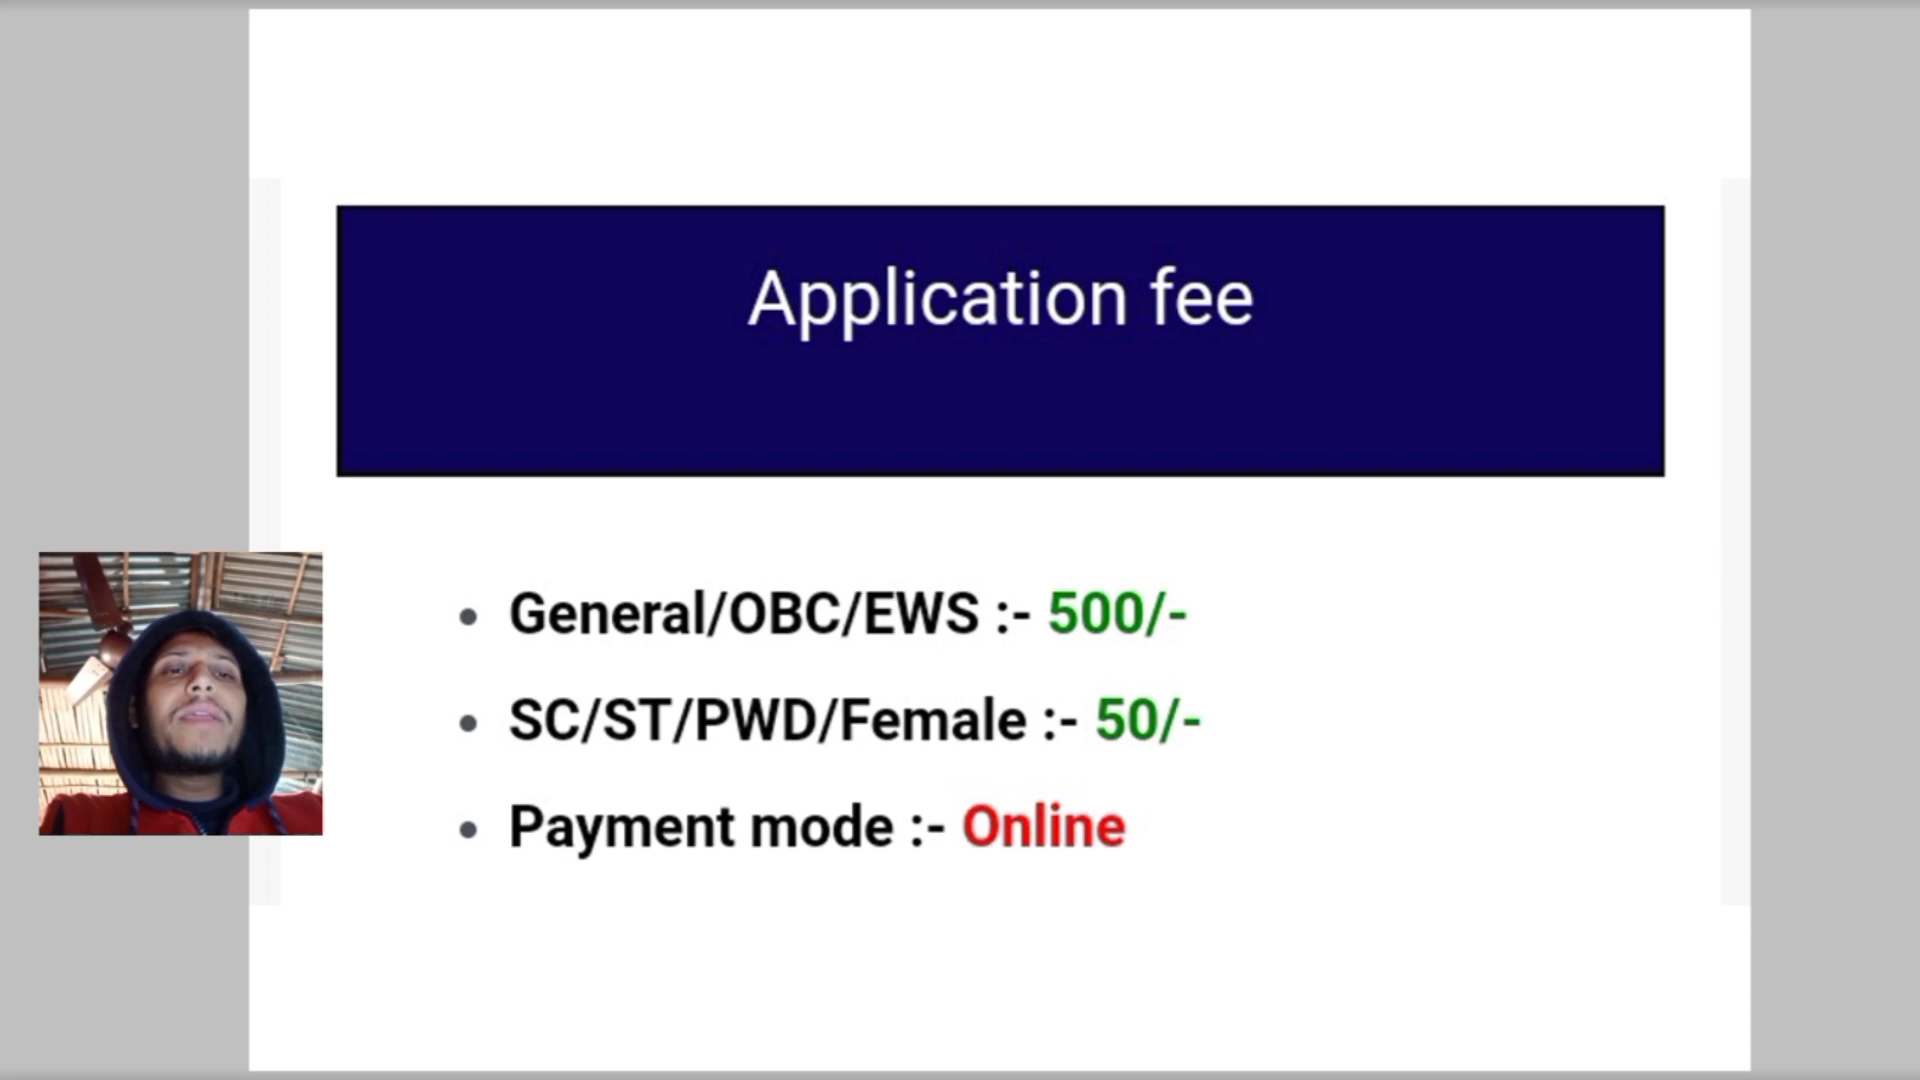 Application fee
General/OBC/EWS :- 500/-
SC/ST/PWD/Female :- 50/-
Payment mode :- Online